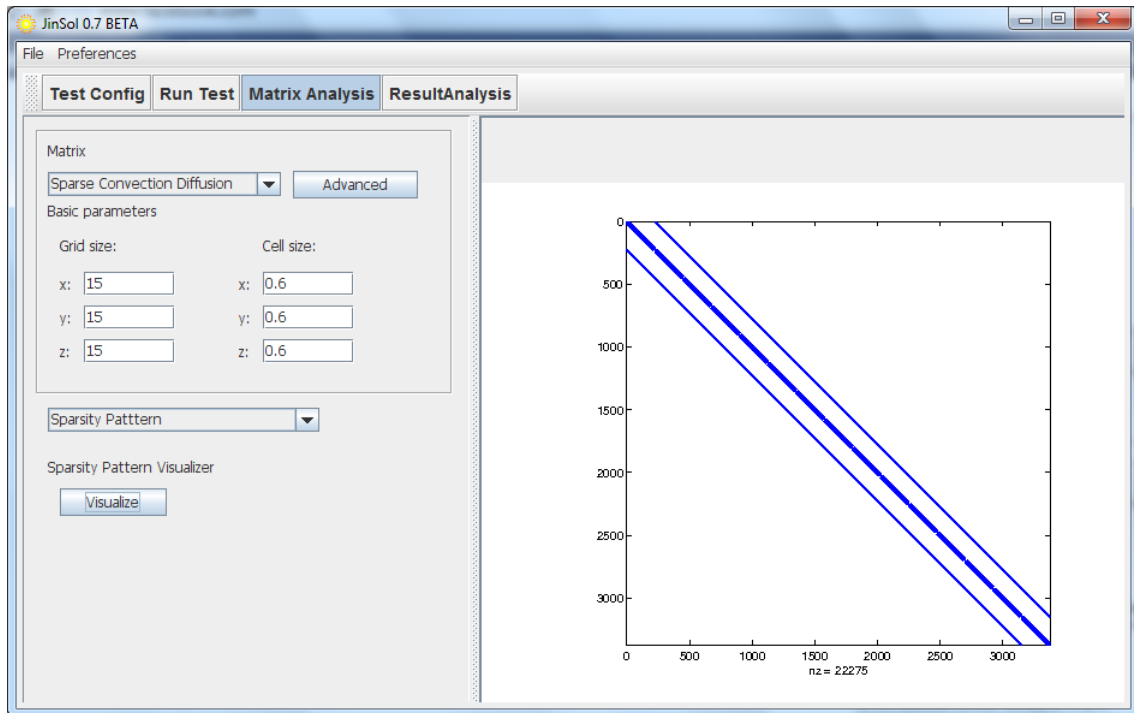 JinSol 0.7 BETA
File Preferences
Test Config Run Test Matrix Analysis ResultAnalysis
Matrix
Sparse Convection Diffusion Advanced
Basic parameters
Grid size: Cell size:
x: 15 x: 0.6
y: 15 y: 0.6
z: 15 z: 0.6
Sparsity Patttern
Sparsity Pattern Visualizer
Visualize
0
500
1000
1500
2000
2500
3000
0 500 1000 1500 2000 2500 3000
nz = 22275